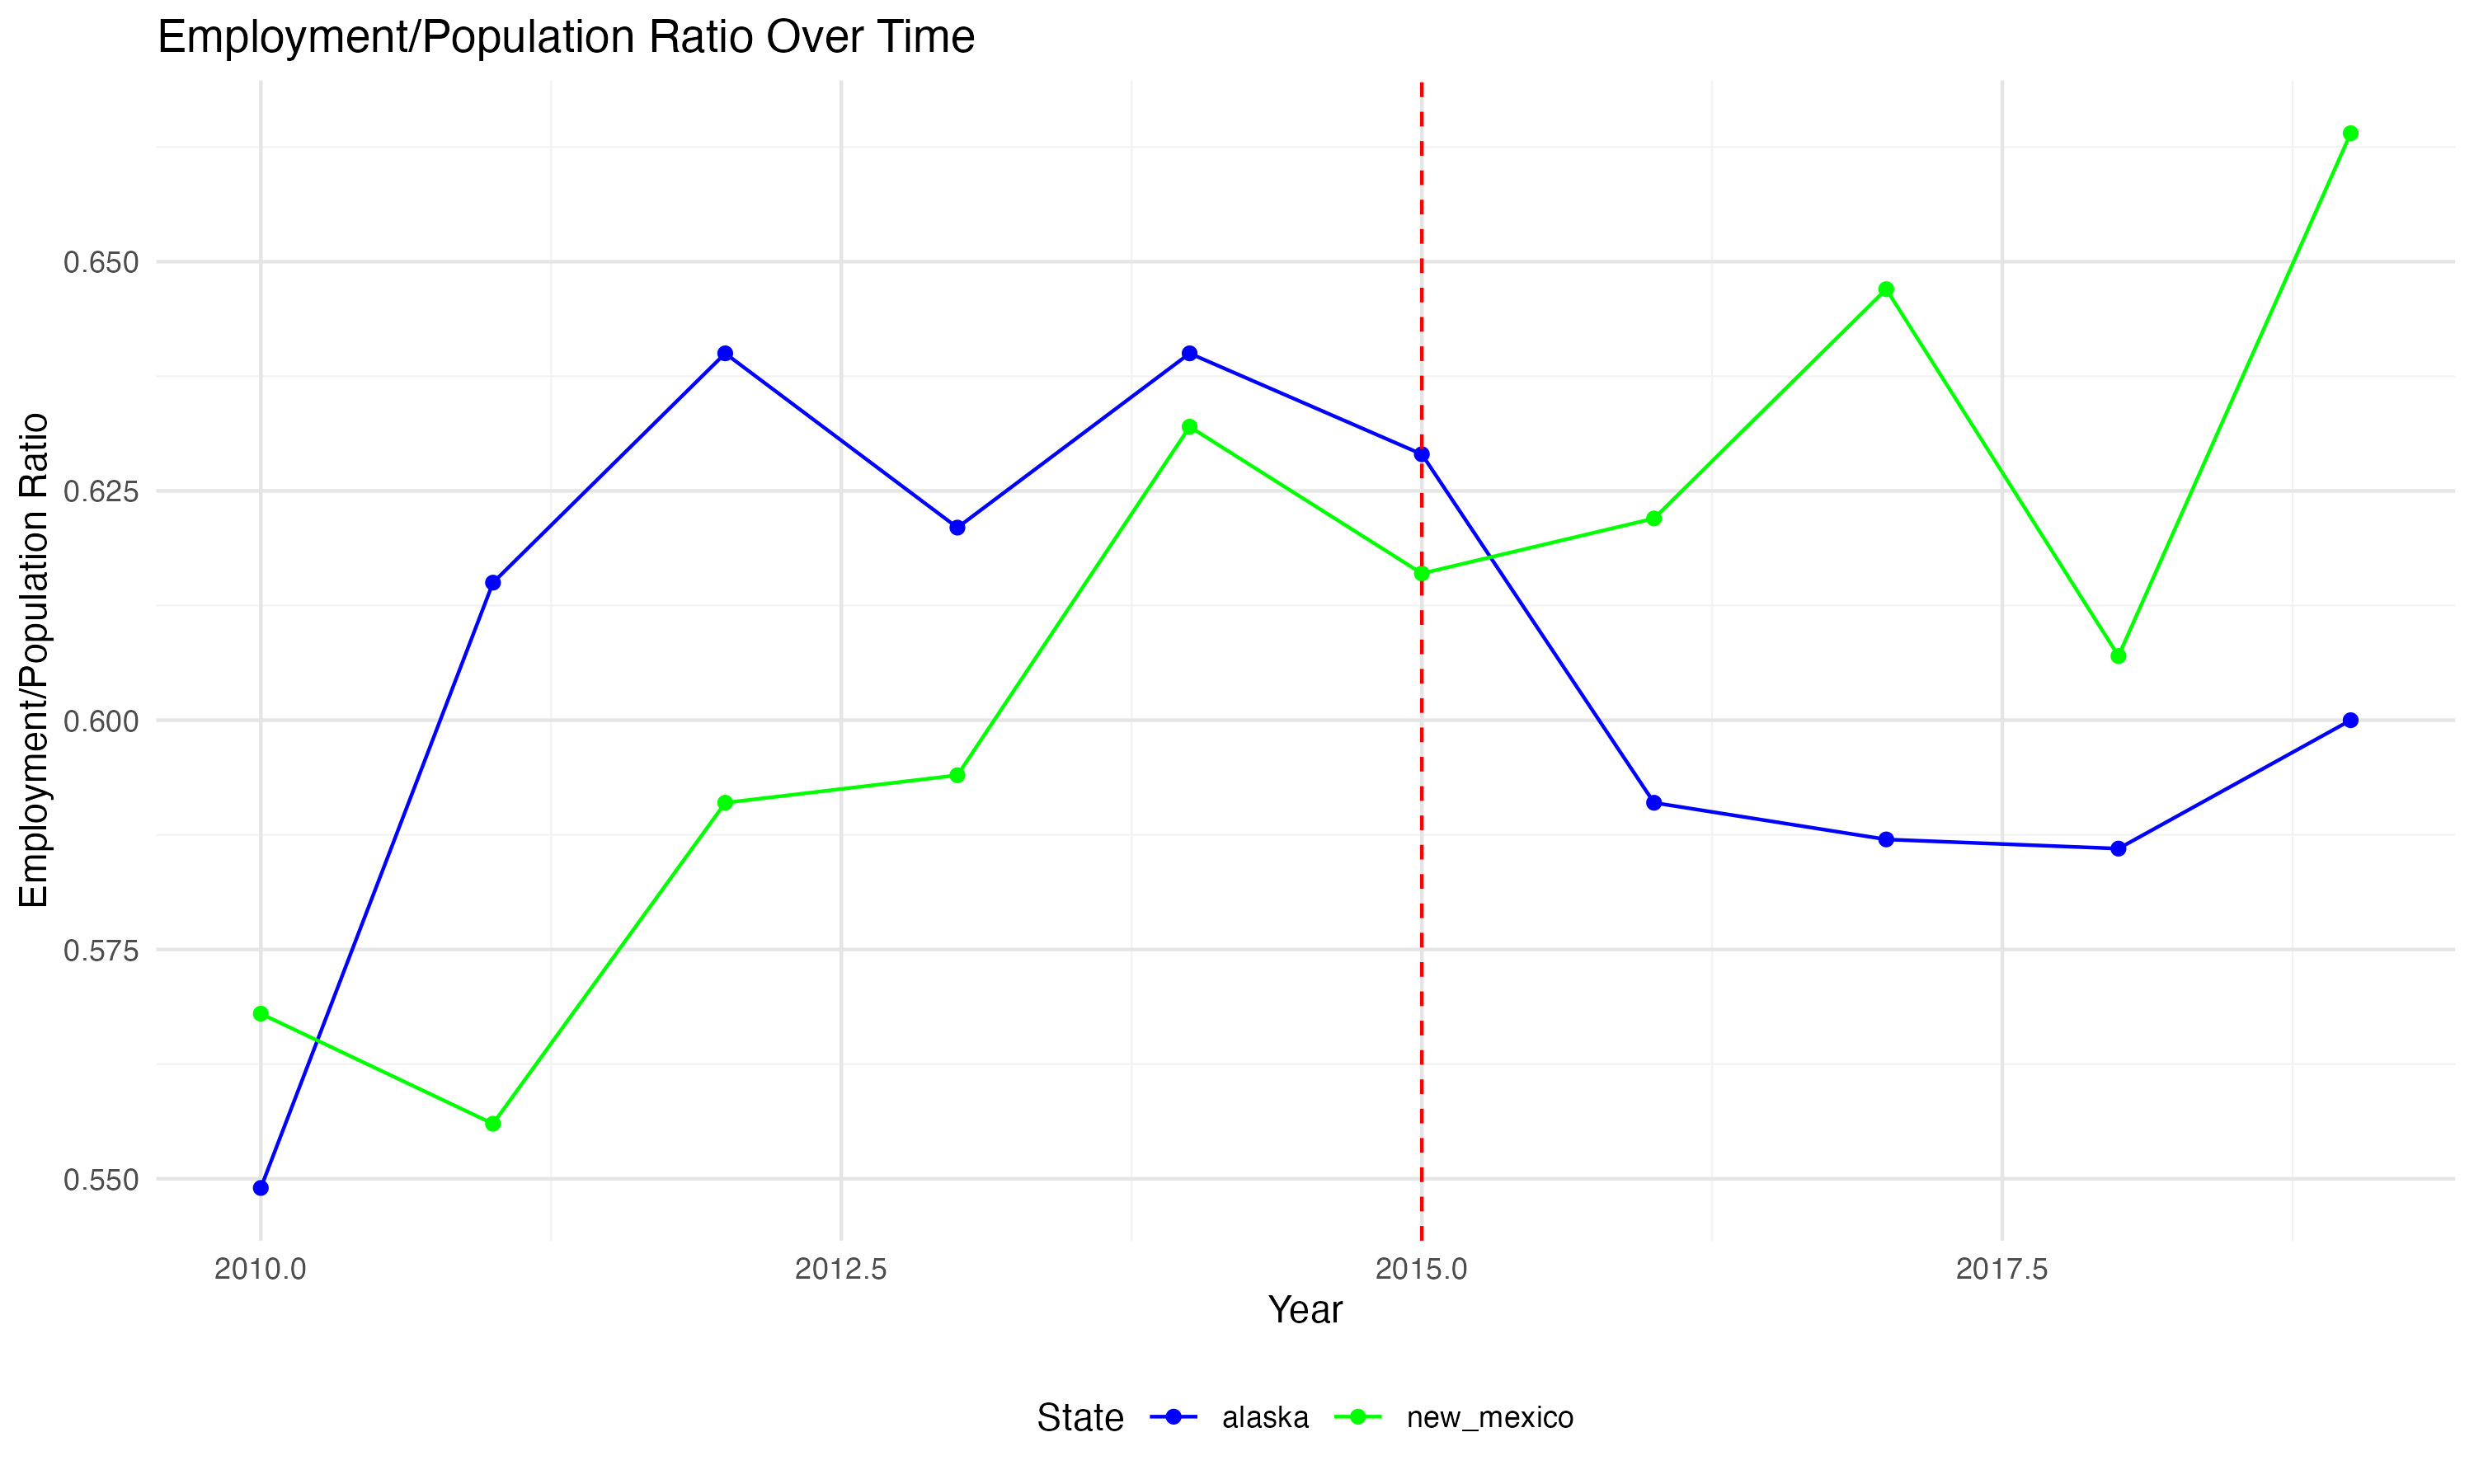 Employment/Population Ratio Over Time
Employment/Population Ratio
0.650
0.625
0.600
0.575
0.550
2010.0 2012.5 2015.0 2017.5
Year
State alaska new_mexico